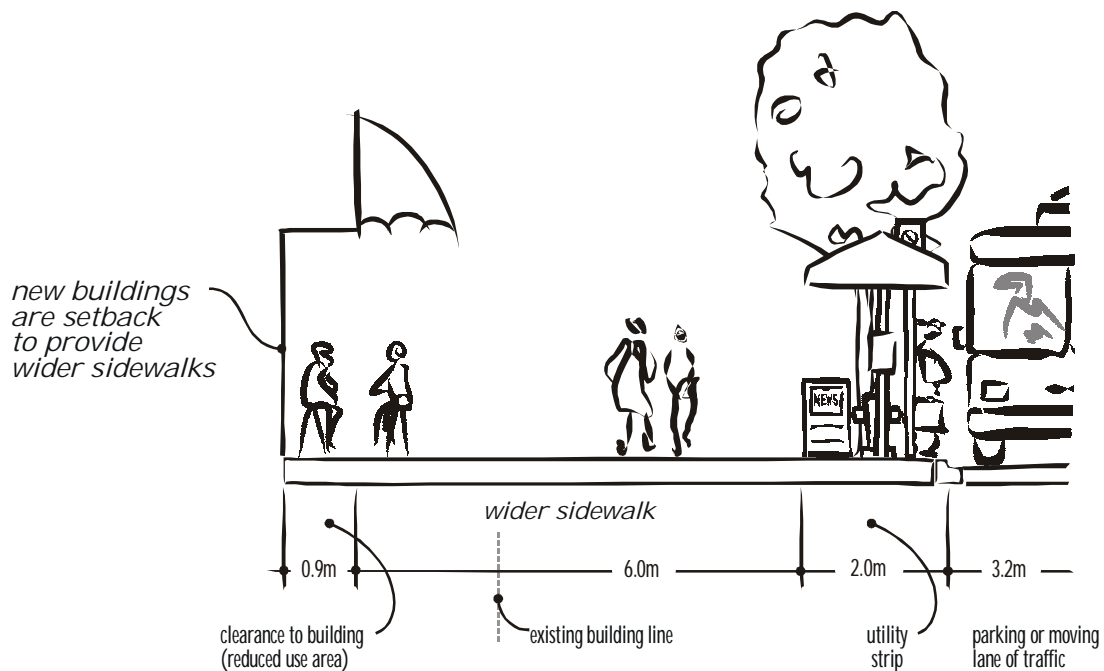 new buildings
are setback
to provide
wider sidewalks
NEWS
wider sidewalk
0.9m
6.0m
2.0m
3.2m
clearance to building
(reduced use area)
existing building line
utility
strip
parking or moving
lane of traffic